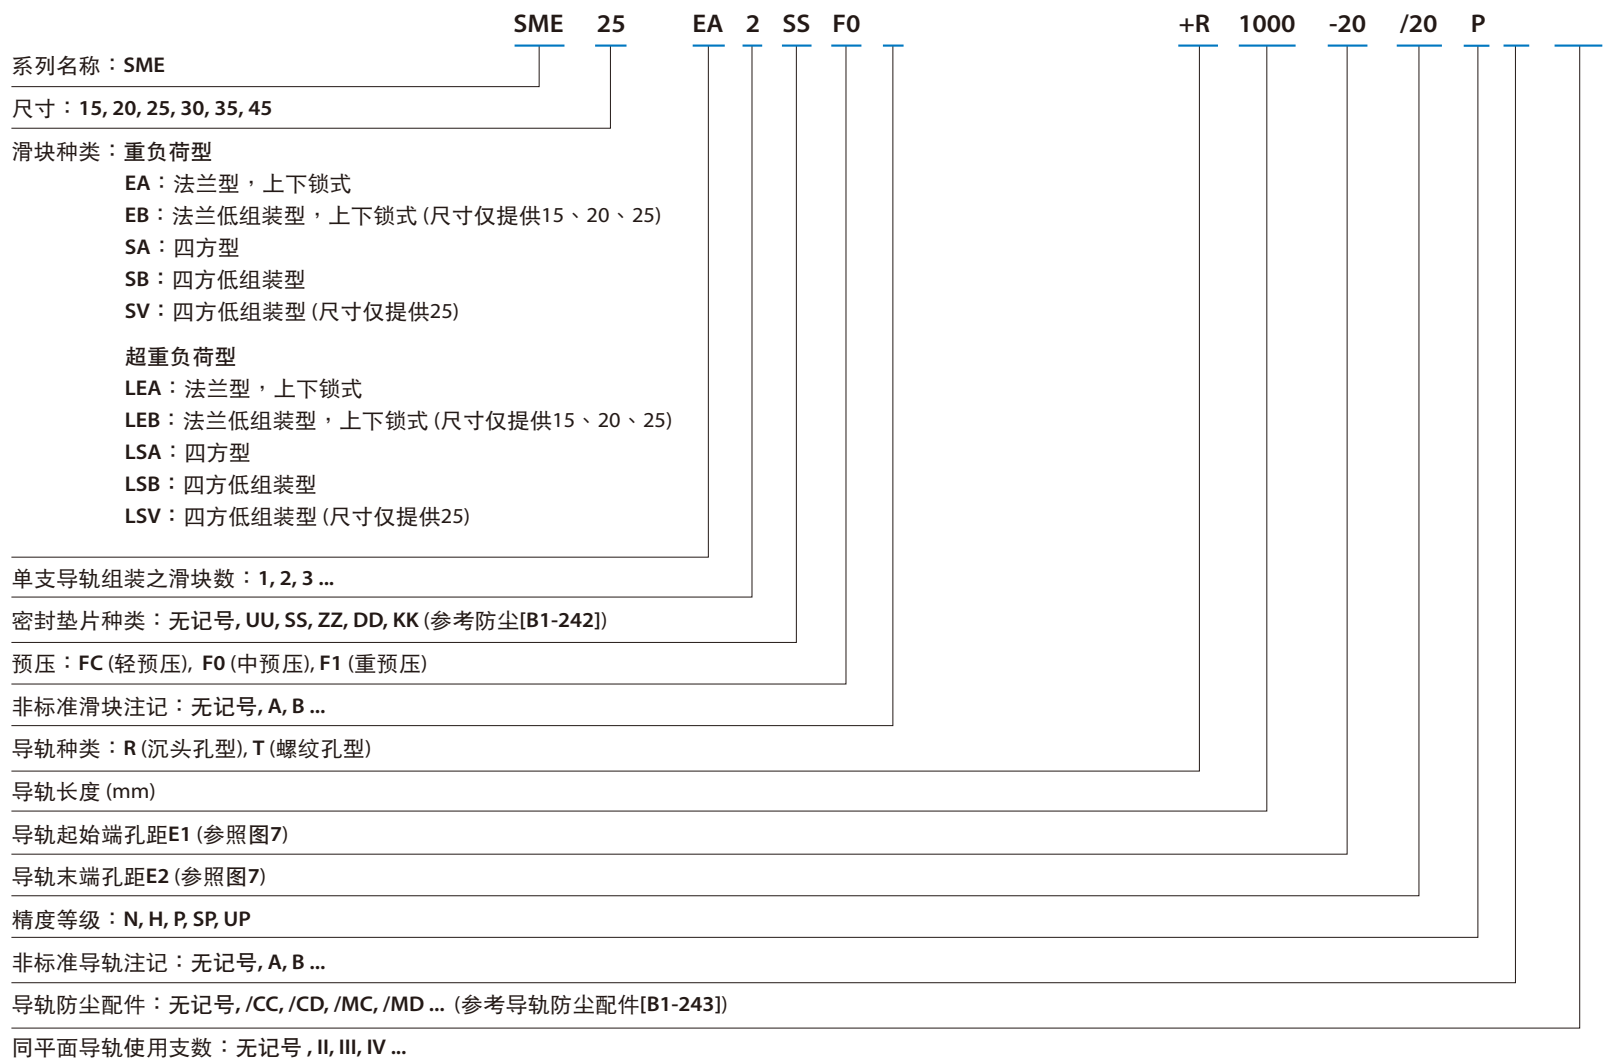 SME 25 EA 2 SS F0 +R 1000 -20 /20 P
系列名称：SME
尺寸：15, 20, 25, 30, 35, 45
滑块种类：重负荷型
EA：法兰型，上下锁式
EB：法兰低组装型，上下锁式 (尺寸仅提供15、20、25)
SA：四方型
SB：四方低组装型
SV：四方低组装型 (尺寸仅提供25)
超重负荷型
LEA：法兰型，上下锁式
LEB：法兰低组装型，上下锁式 (尺寸仅提供15、20、25)
LSA：四方型
LSB：四方低组装型
LSV：四方低组装型 (尺寸仅提供25)
单支导轨组装之滑块数：1, 2, 3 ...
密封垫片种类：无记号, UU, SS, ZZ, DD, KK (参考防尘[B1-242])
预压：FC (轻预压), F0 (中预压), F1 (重预压)
非标准滑块注记：无记号, A, B ...
导轨种类：R (沉头孔型), T (螺纹孔型)
导轨长度 (mm)
导轨起始端孔距E1 (参照图7)
导轨末端孔距E2 (参照图7)
精度等级：N, H, P, SP, UP
非标准导轨注记：无记号, A, B ...
导轨防尘配件：无记号, /CC, /CD, /MC, /MD ... (参考导轨防尘配件[B1-243])
同平面导轨使用支数：无记号 , II, III, IV ...